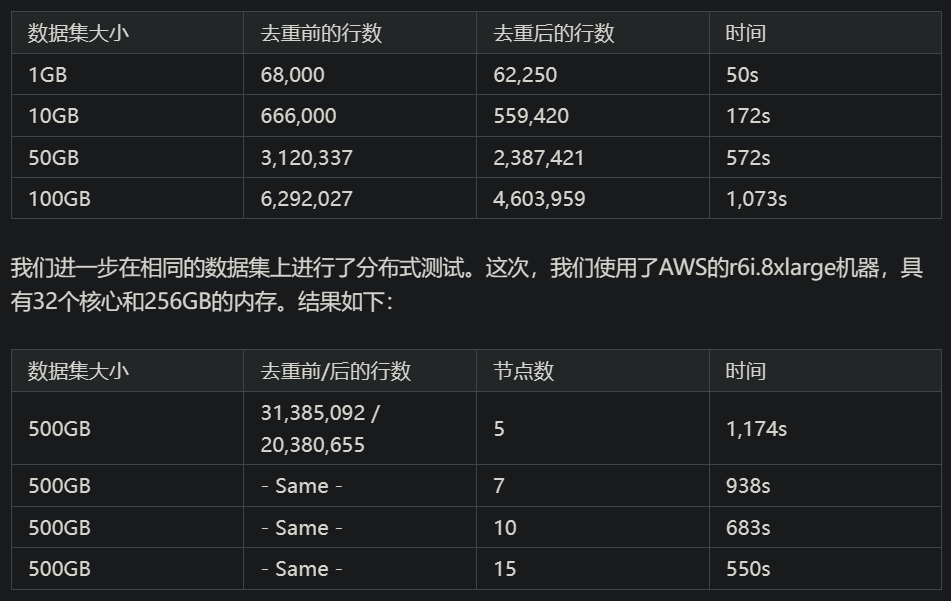 数据集大小 去重前的行数 去重后的行数 时间
1GB 68,000 62,250 50s
10GB 666,000 559,420 172s
50GB 3,120,337 2,387,421 572s
100GB 6,292,027 4,603,959 1,073s
我们进一步在相同的数据集上进行了分布式测试。这次，我们使用了AWS的r6i.8xlarge机器，具
有32个核心和256GB的内存。结果如下：
数据集大小 去重前/后的行数 节点数 时间
500GB 31,385,092 / 5 1,174s
20,380,655
500GB - Same - 7 938s
500GB - Same - 10 683s
500GB - Same - 15 550s